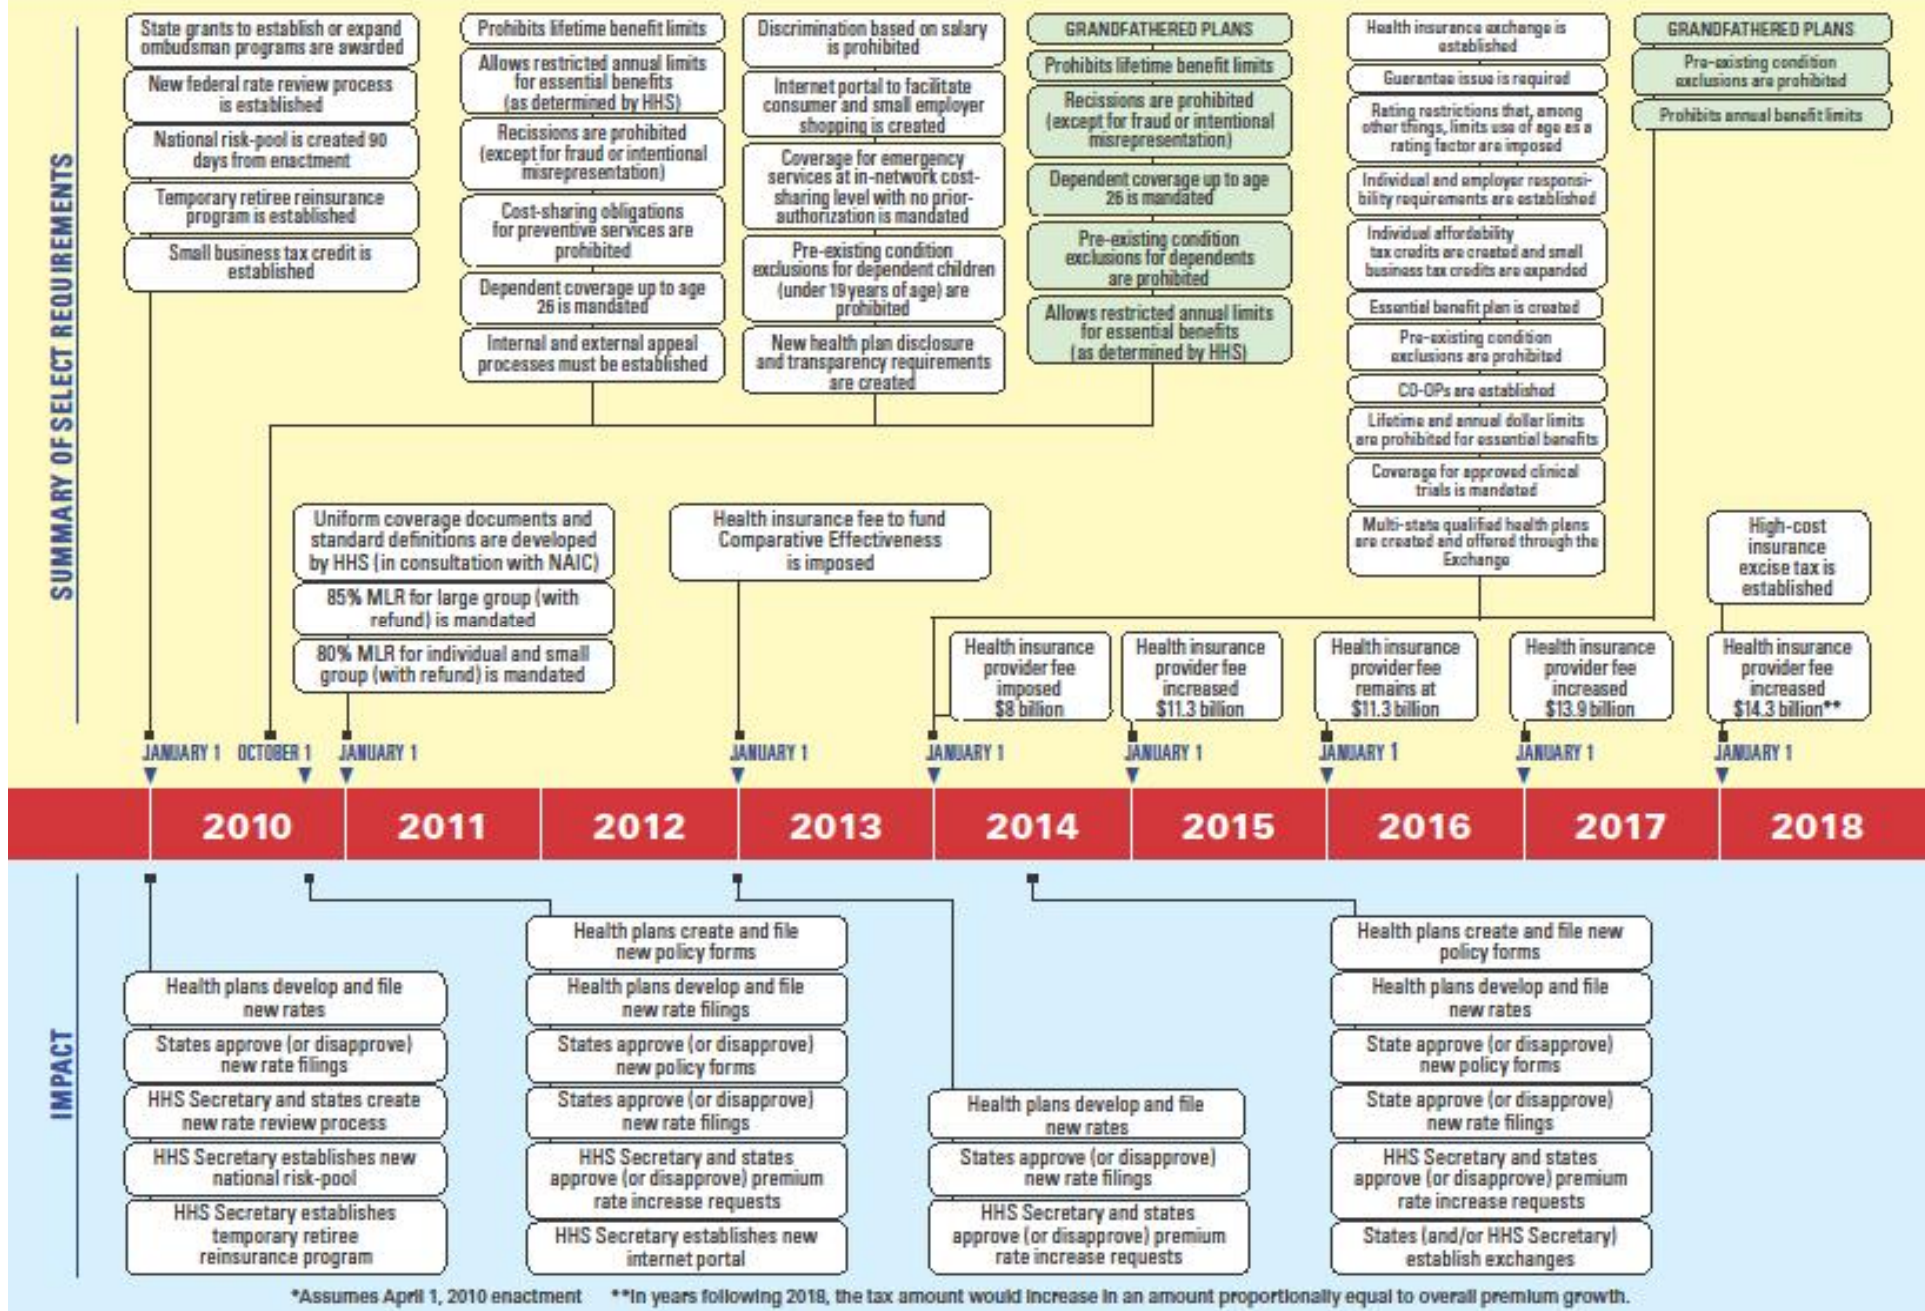 SUMMARY OF SELECT REQUIREMENTS
State grants to establish or expand
ombudsman programs are awarded
New federal rate review process
is established
National risk-pool is created 90
days from enactment
Temporary retiree reinsurance
program is established
Small business tax credit is
established
Prohibits lifetime benefit limits
Allows restricted annual limits
for essential benefits
(as determined by HHS)
Recissions are prohibited
(except for fraud or intentional
misrepresentation)
Cost-sharing obligations
for preventive services are
prohibited
Dependent coverage up to age
26 is mandated
Internal and external appeal
processes must be established
Discrimination based on salary
is prohibited
Internet portal to facilitate
consumer and small employer
shopping is created
Coverage for emergency
services at in-network cost-
sharing level with no prior-
authorization is mandated
Pre-existing condition
exclusions for dependent children
(under 19 years of age) are
prohibited
New health plan disclosure
and transparency requirements
are created
GRANDFATHERED PLANS
Prohibits lifetime benefit limits
Recissions are prohibited
(except for fraud or intentional
misrepresentation)
Dependent coverage up to age
26 is mandated
Pre-existing condition
exclusions for dependents
are prohibited
Allows restricted annual limits
for essential benefits
(as determined by HHS)
Health insurance exchange is
established
Guarantee issue is required
Rating restrictions that, among
other things, limits use of age as a
rating factor are imposed
Individual and employer responsi-
bility requirements are established
Individual affordability
tax credits are created and small
business tax credits are expanded
Essential benefit plan is created
Pre-existing condition
exclusions are prohibited
CO-OPs are established
Lifetime and annual dollar limits
are prohibited for essential benefits
Coverage for approved clinical
trials is mandated
Multi-state qualified health plans
are created and offered through the
Exchange
GRANDFATHERED PLANS
Pre-existing condition
exclusions are prohibited
Prohibits annual benefit limits
Uniform coverage documents and
standard definitions are developed
by HHS (in consultation with NAIC)
85% MLR for large group (with
refund) is mandated
80% MLR for individual and small
group (with refund) is mandated
Health insurance fee to fund
Comparative Effectiveness
is imposed
High-cost
insurance
excise tax is
established
Health insurance
provider fee
imposed
$8 billion
Health insurance
provider fee
increased
$11.3 billion
Health insurance
provider fee
remains at
$11.3 billion
Health insurance
provider fee
increased
$13.9 billion
Health insurance
provider fee
increased
$14.3 billion**
JANUARY 1 OCTOBER 1 JANUARY 1 JANUARY 1 JANUARY 1 JANUARY 1 JANUARY 1 JANUARY 1 JANUARY 1
2010 2011 2012 2013 2014 2015 2016 2017 2018
IMPACT
Health plans develop and file
new rates
States approve (or disapprove)
new rate filings
HHS Secretary and states create
new rate review process
HHS Secretary establishes new
national risk-pool
HHS Secretary establishes
temporary retiree
reinsurance program
Health plans create and file
new policy forms
Health plans develop and file
new rate filings
States approve (or disapprove)
new policy forms
States approve (or disapprove)
new rate filings
HHS Secretary and states
approve (or disapprove) premium
rate increase requests
HHS Secretary establishes new
internet portal
Health plans develop and file
new rates
States approve (or disapprove)
new rate filings
HHS Secretary and states
approve (or disapprove) premium
rate increase requests
Health plans create and file new
policy forms
Health plans develop and file
new rates
State approve (or disapprove)
new policy forms
State approve (or disapprove)
new rate filings
HHS Secretary and states
approve (or disapprove) premium
rate increase requests
States (and/or HHS Secretary)
establish exchanges
*Assumes April 1, 2010 enactment **In years following 2018, the tax amount would increase in an amount proportionally equal to overall premium growth.